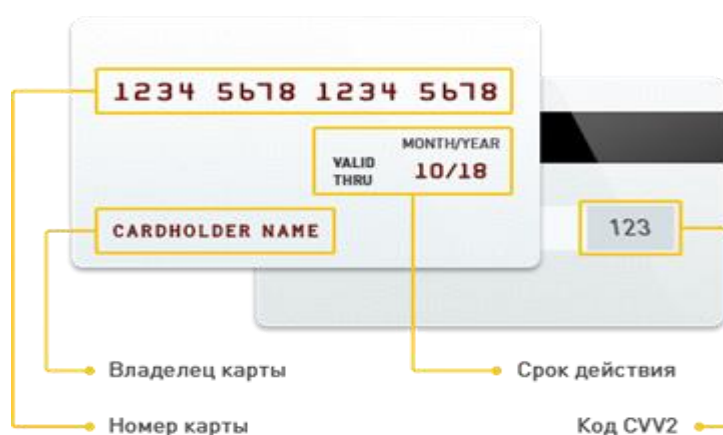 1234 5678 1234 5678
MONTH/YEAR
VALID
THRU
10/18
CARDHOLDER NAME
123
Владелец карты
Срок действия
Номер карты
Код CVV2